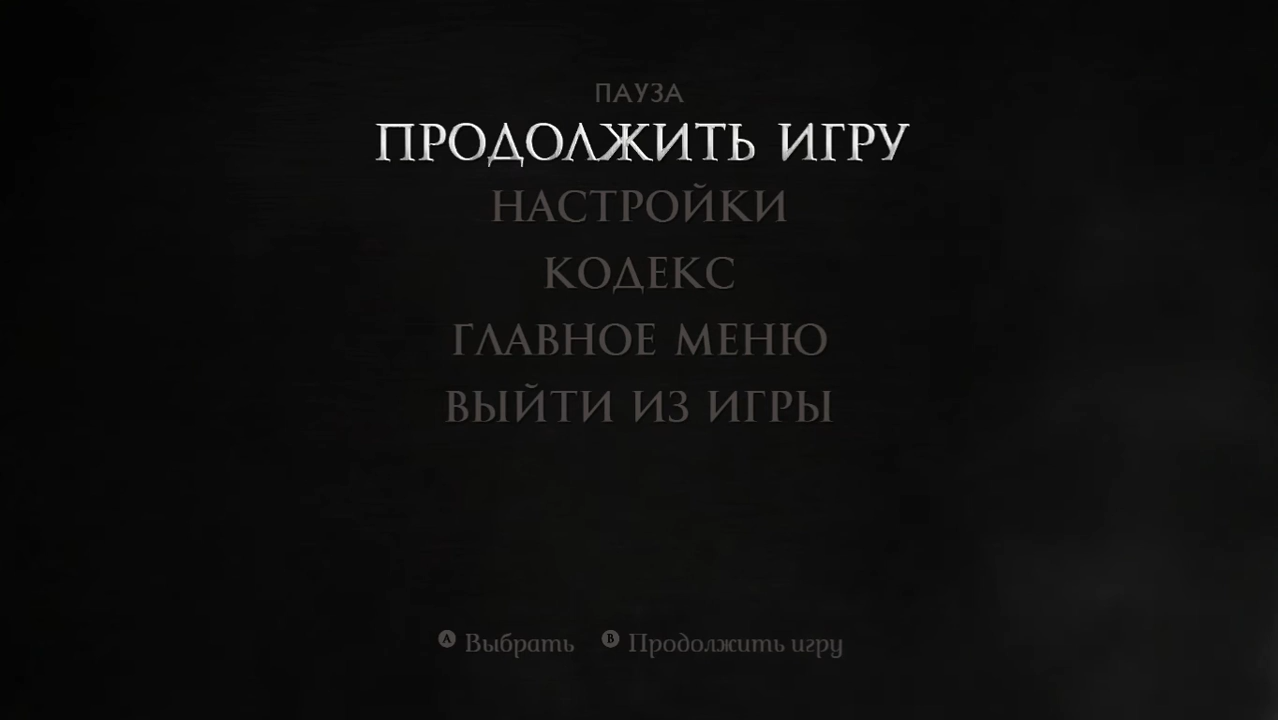 ПАУЗА
ПРОДОЛЖИТЬ ИГРУ
НАСТРОЙКИ
КОДЕКС
ГЛАВНОЕ МЕНЮ
ВЫЙТИ ИЗ ИГРЫ
A Выбрать B Продолжить игру